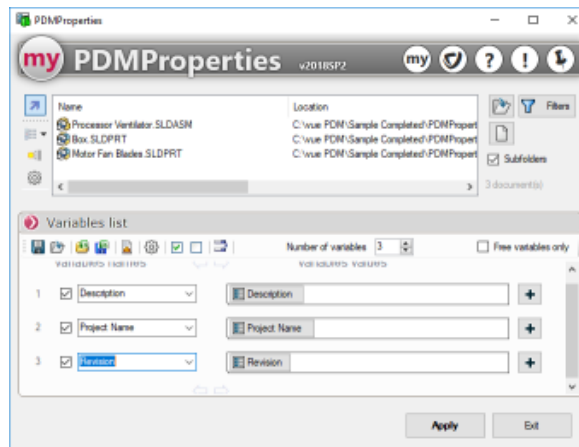 PDMProperties
my PDMProperties v2018SP2 my ? !
Name Location
Processor Ventilator.SLDASM C:\vue PDM\Sample Completed\PDMPropert
Box.SLDPRT C:\vue PDM\Sample Completed\PDMPropert
Motor Fan Blades.SLDPRT C:\vue PDM\Sample Completed\PDMPropert
Filters
Subfolders
3 document(s)
Variables list
Number of variables 3 Free variables only
Variables names Variables values
1 Description Description +
2 Project Name Project Name +
3 Revision Revision +
Apply Exit